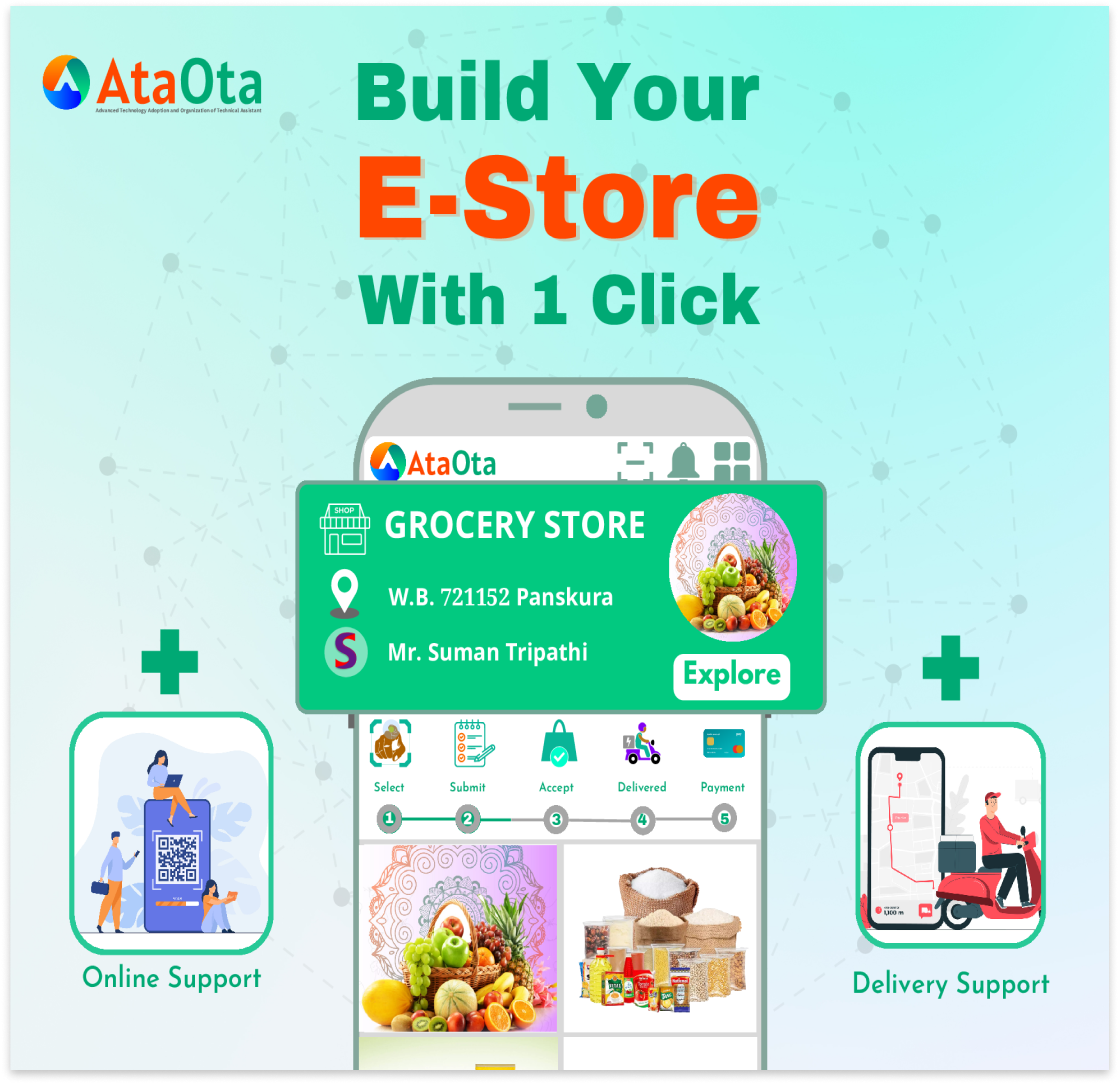 AtaOta
Advanced Technology Adoption and Organization of Technical Assistant
Build Your
E-Store
With 1 Click
AtaOta
SHOP
GROCERY STORE
W.B. 721152 Panskura
S
Mr. Suman Tripathi
Explore
Select
Submit
Accept
Delivered
Payment
1
2
3
4
5
1,100 m
Online Support
Delivery Support